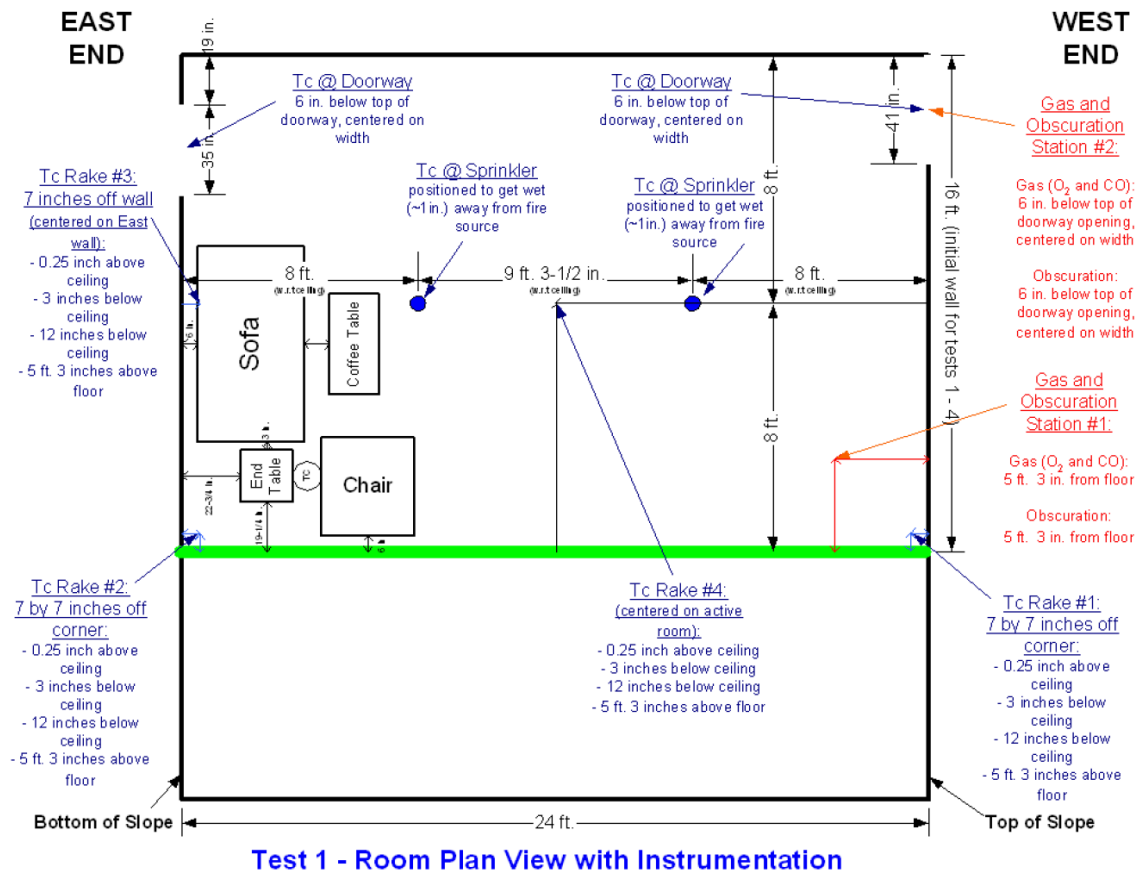 EAST
END
WEST
END
19 in.
35 in.
Tc @ Doorway
6 in. below top of
doorway, centered on
width
Tc @ Doorway
6 in. below top of
doorway, centered on
width
41 in.
Gas and
Obscuration
Station #2:
Gas (O2 and CO):
6 in. below top of
doorway opening,
centered on width
Obscuration:
6 in. below top of
doorway opening,
centered on width
Tc Rake #3:
7 inches off wall
(centered on East
wall):
- 0.25 inch above
ceiling
- 3 inches below
ceiling
- 12 inches below
ceiling
- 5 ft. 3 inches above
floor
Tc @ Sprinkler
positioned to get wet
(~1in.) away from fire
source
Tc @ Sprinkler
positioned to get wet
(~1in.) away from fire
source
8 ft.
16 ft. (initial wall for tests 1 - 4)
8 ft.
(w.r.t ceiling)
9 ft. 3-1/2 in.
(w.r.t ceiling)
8 ft.
(w.r.t ceiling)
6 in.
Sofa
Coffee Table
8 ft.
Gas and
Obscuration
Station #1:
Gas (O2 and CO):
5 ft. 3 in. from floor
Obscuration:
5 ft. 3 in. from floor
End
Table
TC
Chair
22-3/4 in.
19-1/4 in.
Tc Rake #2:
7 by 7 inches off
corner:
- 0.25 inch above
ceiling
- 3 inches below
ceiling
- 12 inches below
ceiling
- 5 ft. 3 inches above
floor
Tc Rake #4:
(centered on active
room):
- 0.25 inch above ceiling
- 3 inches below ceiling
- 12 inches below ceiling
- 5 ft. 3 inches above floor
Tc Rake #1:
7 by 7 inches off
corner:
- 0.25 inch above
ceiling
- 3 inches below
ceiling
- 12 inches below
ceiling
- 5 ft. 3 inches above
floor
Bottom of Slope
24 ft.
Top of Slope
Test 1 - Room Plan View with Instrumentation